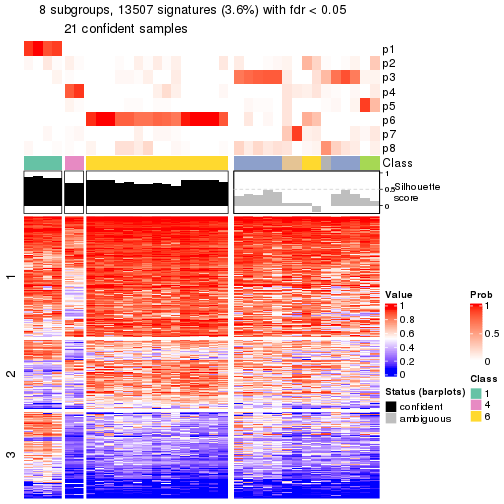 8 subgroups, 13507 signatures (3.6%) with fdr < 0.05
21 confident samples
p1
p2
p3
p4
p5
p6
p7
p8
Class
1
0.5
0
Silhouette
score
1
2
3
Value
1
0.8
0.6
0.4
0.2
0
Prob
1
0.5
0
Status (barplots)
confident
ambiguous
Class
1
4
6